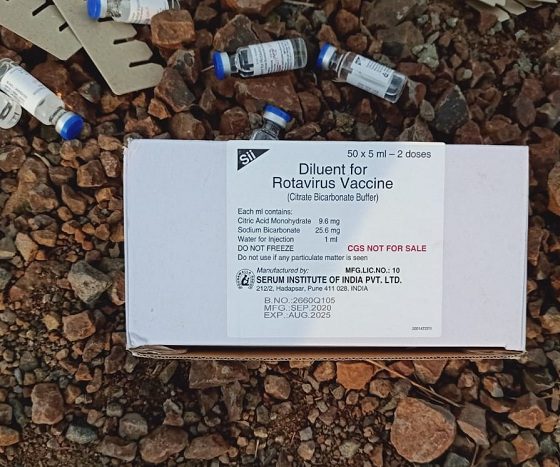 SII
50 x 5 ml – 2 doses
Diluent for
Rotavirus Vaccine
(Citrate Bicarbonate Buffer)
Each ml contains:
Citric Acid Monohydrate 9.6 mg
Sodium Bicarbonate 25.6 mg
Water for Injection 1 ml
DO NOT FREEZE CGS NOT FOR SALE
Do not use if any particulate matter is seen
Manufactured by: MFG.LIC.NO.: 10
SERUM INSTITUTE OF INDIA PVT. LTD.
212/2, Hadapsar, Pune 411 028. INDIA
B.NO.:2660Q105
MFG.:SEP.2020
EXP.:AUG.2025